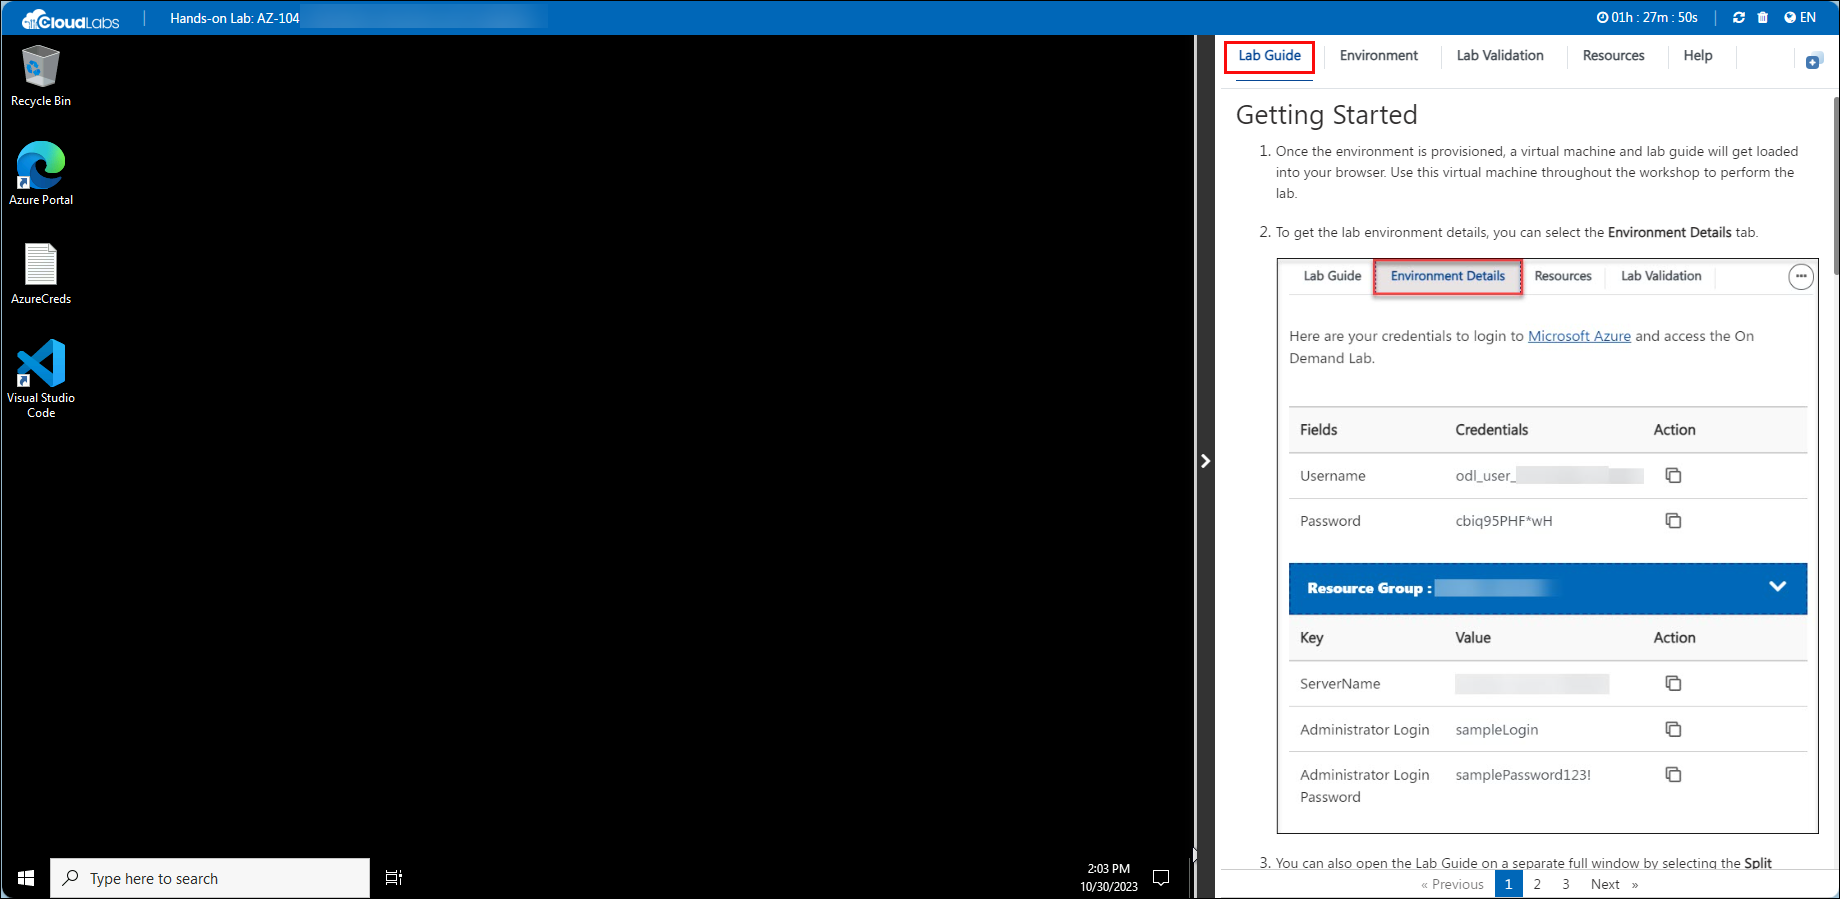 CloudLabs
Hands-on Lab: AZ-104
01h : 27m : 50s
EN
Recycle Bin
Azure Portal
AzureCreds
Visual Studio
Code
Type here to search
2:03 PM
10/30/2023
Lab Guide
Environment
Lab Validation
Resources
Help
Getting Started
1. Once the environment is provisioned, a virtual machine and lab guide will get loaded
into your browser. Use this virtual machine throughout the workshop to perform the
lab.
2. To get the lab environment details, you can select the Environment Details tab.
Lab Guide
Environment Details
Resources
Lab Validation
Here are your credentials to login to Microsoft Azure and access the On
Demand Lab.
Fields Credentials Action
Username odl_user_
Password cbiq95PHF*wH
Resource Group :
Key Value Action
ServerName
Administrator Login sampleLogin
Administrator Login samplePassword123!
Password
3. You can also open the Lab Guide on a separate full window by selecting the Split
« Previous 1 2 3 Next »